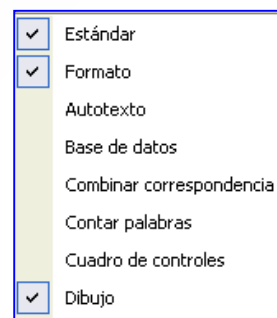 Estándar
Formato
Autotexto
Base de datos
Combinar correspondencia
Contar palabras
Cuadro de controles
Dibujo